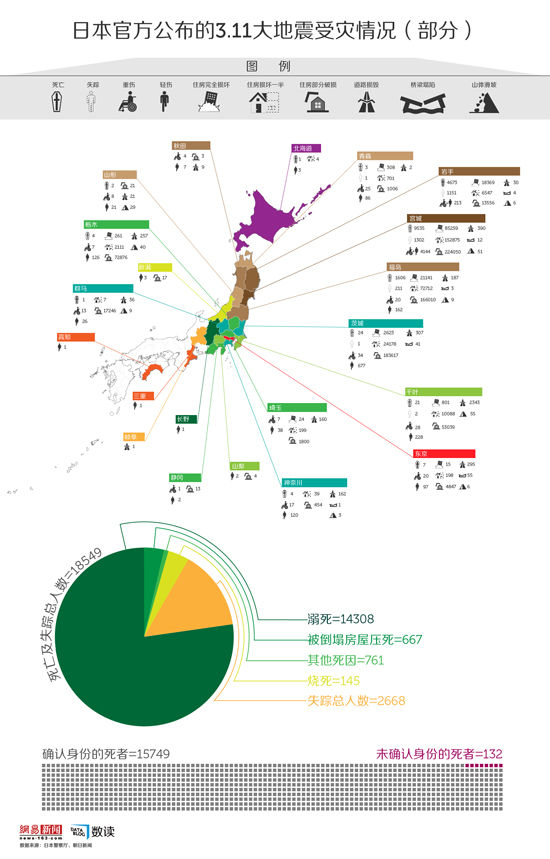 日本官方公布的3.11大地震受灾情况（部分）
图 例
死亡 失踪 重伤 轻伤 住房完全损坏 住房损坏一半 住房部分破损 道路损毁 桥梁塌陷 山体滑坡
秋田
4 3
7 9
北海道
1 4
3
青森
3 308 2
1 701
25 1006
86
山形
2 21
8 21
21 29
岩手
4673 18369 30
1151 6547 4
213 13556 6
栃木
4 261 257
7 2111 40
126 72876
宫城
9535 85259 390
1302 152875 12
4144 224050 51
3 17
福岛
1606 21141 187
211 72712 3
20 166010 9
162
群马
1 7 36
13 17246 9
26
茨城
24 2623 307
1 24178 41
34 183617
677
高知
1
千叶
21 801 2343
2 10088 55
28 53039
228
三重
1
长野
1
埼玉
7 24 160
38 199
1800
岐阜
1
东京
7 15 295
20 198 55
97 4847 6
静冈
1 13
2
山梨
2 4
神奈川
4 39 162
17 454 1
120 3
死亡及失踪总人数=18549
溺死=14308
被倒塌房屋压死=667
其他死因=761
烧死=145
失踪总人数=2668
确认身份的死者=15749 未确认身份的死者=132
網易 新闻 DATA BLOG 数读
news·163.com
数据来源：日本警察厅、朝日新闻